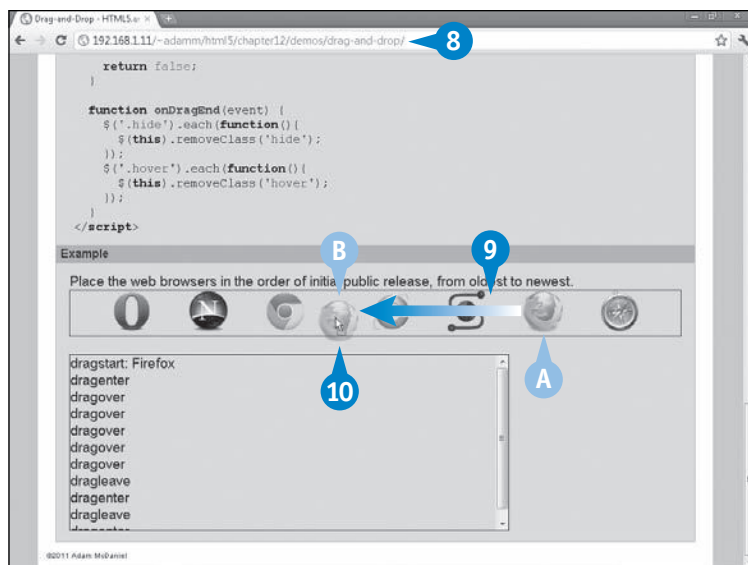 Drag-and-Drop - HTML5.en
192.168.1.11/~adamm/html5/chapter12/demos/drag-and-drop/
8
return false;
}
function onDragEnd(event) {
$('.hide').each(function(){
$(this).removeClass('hide');
});
$('.hover').each(function(){
$(this).removeClass('hover');
});
}
</script>
Example
B
9
Place the web browsers in the order of initial public release, from oldest to newest.
N
A
10
dragstart: Firefox
dragenter
dragover
dragover
dragover
dragover
dragover
dragleave
dragenter
dragleave
dragenter
©2011 Adam McDaniel